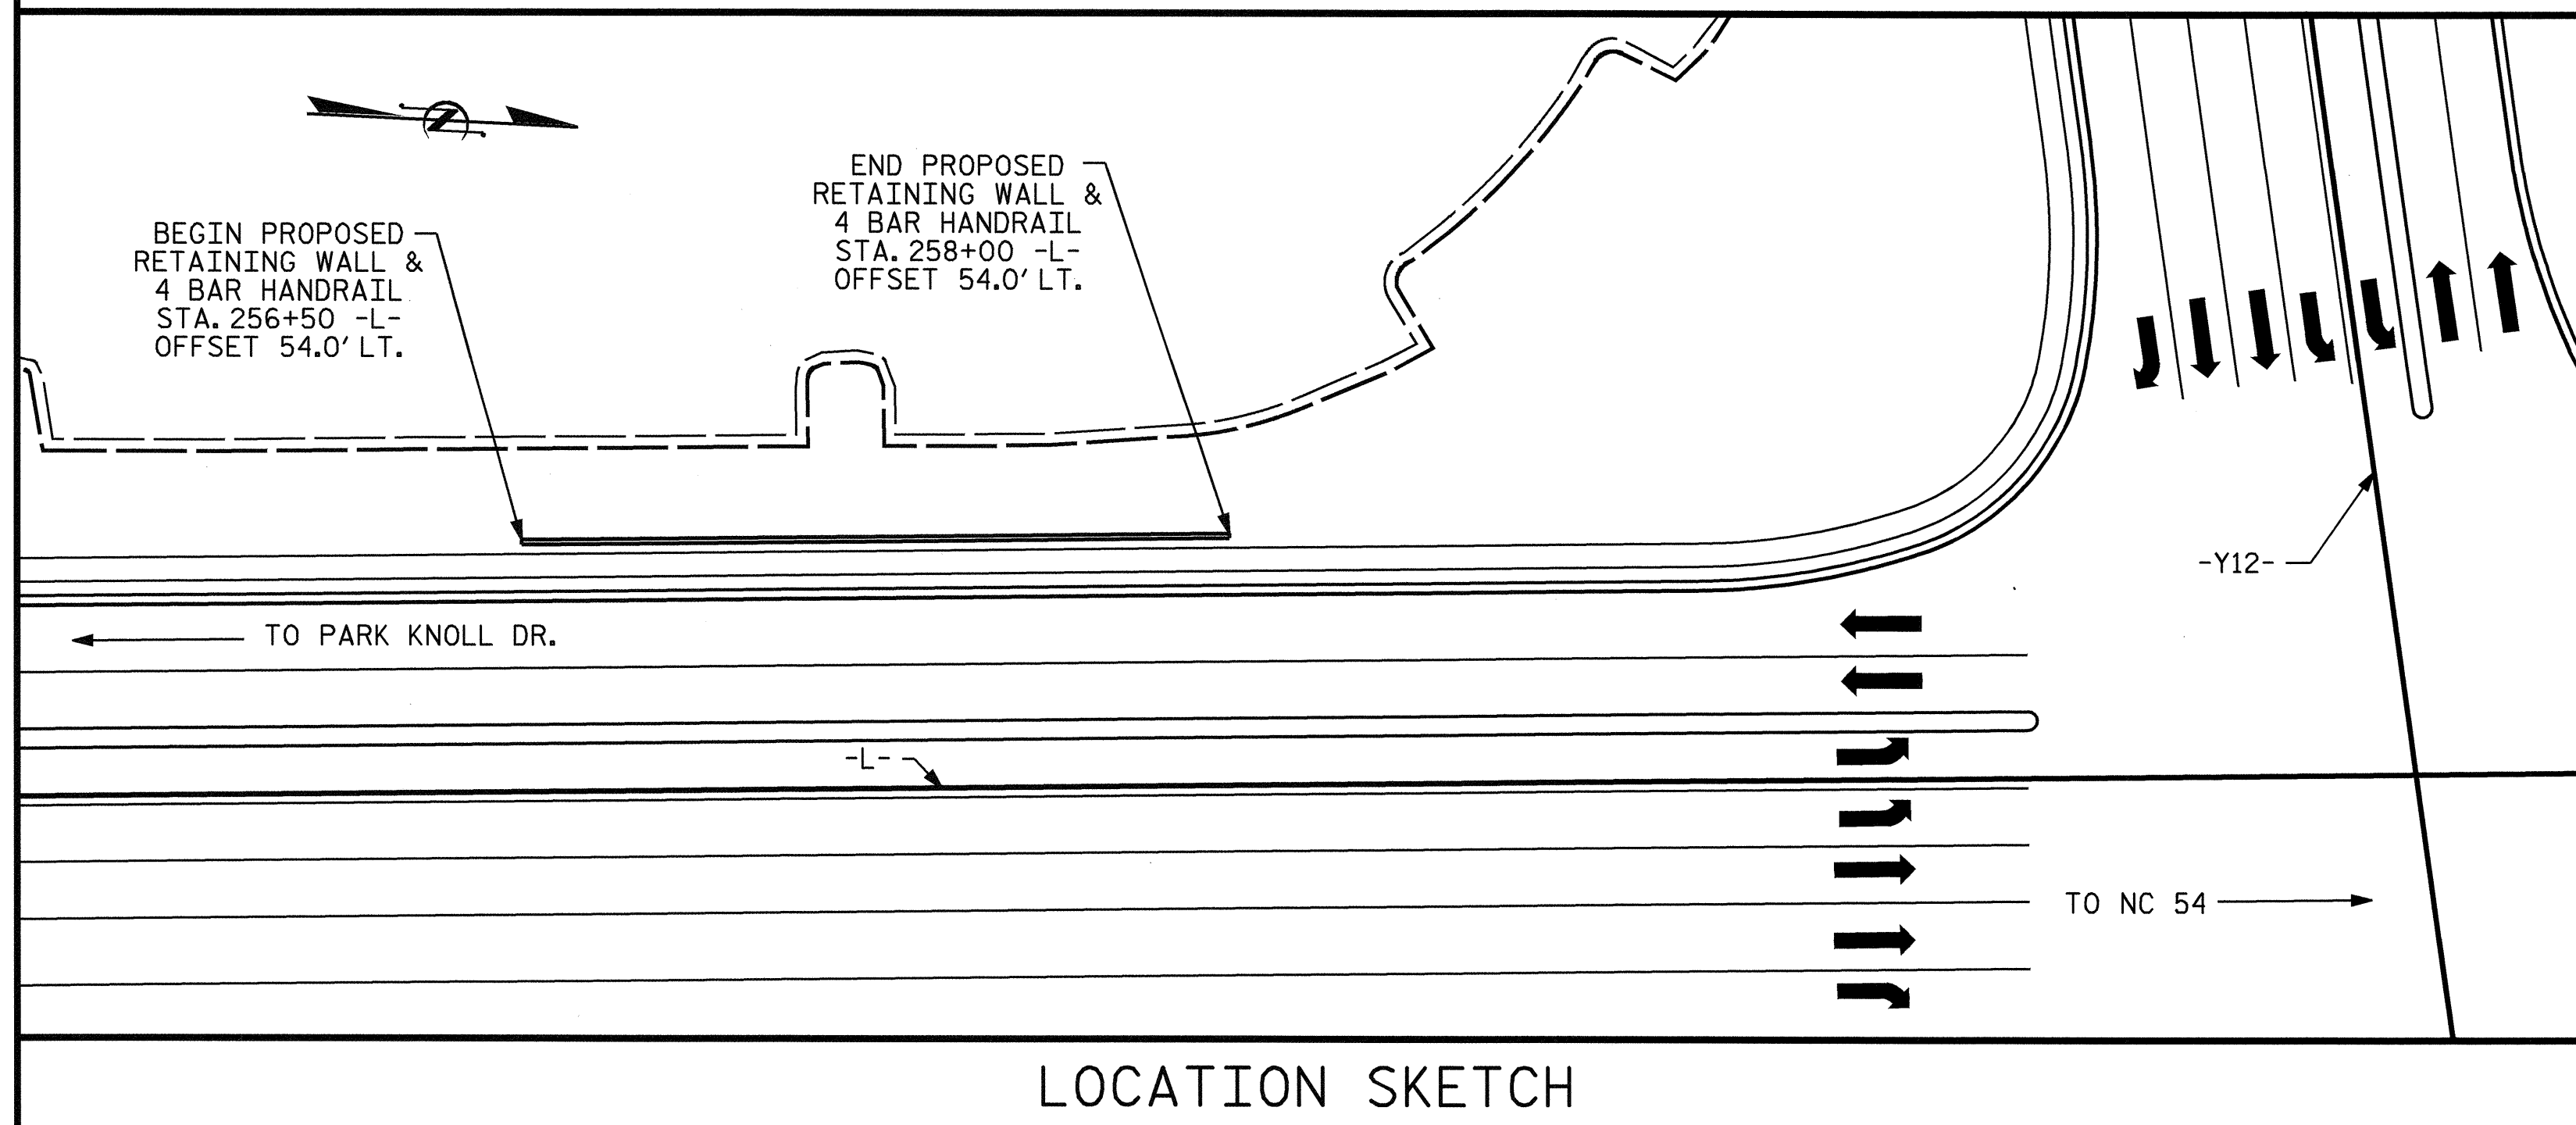 END PROPOSED
RETAINING WALL &
4 BAR HANDRAIL
STA. 258+00 -L-
OFFSET 54.0' LT.
BEGIN PROPOSED
RETAINING WALL &
4 BAR HANDRAIL
STA. 256+50 -L-
OFFSET 54.0' LT.
-Y12-
TO PARK KNOLL DR.
-L-
TO NC 54
LOCATION SKETCH